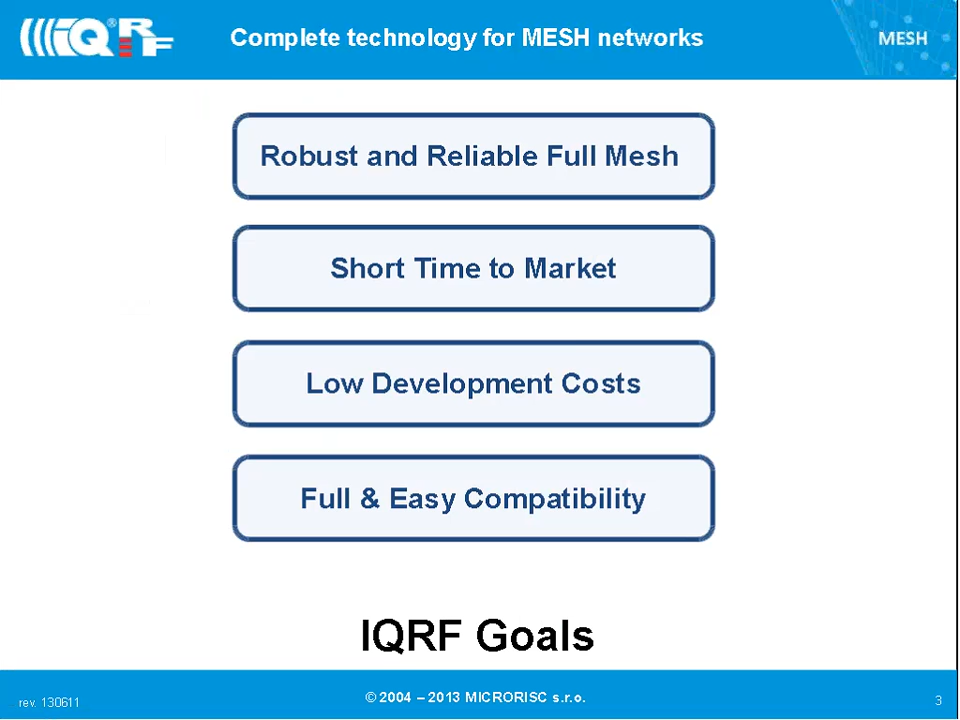 IQRF
Complete technology for MESH networks
MESH
Robust and Reliable Full Mesh
Short Time to Market
Low Development Costs
Full & Easy Compatibility
IQRF Goals
rev. 130611
© 2004 – 2013 MICRORISC s.r.o.
3